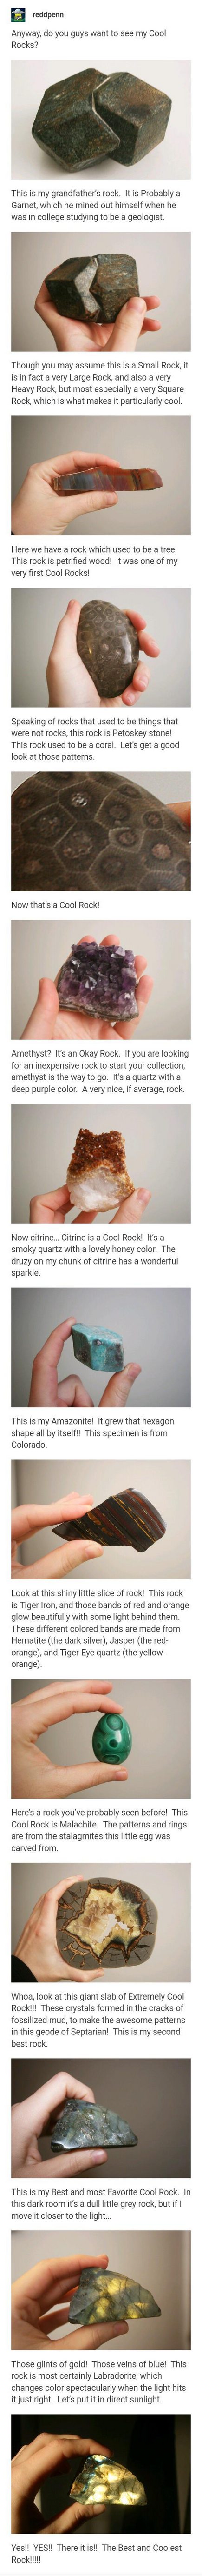 reddpenn
Anyway, do you guys want to see my Cool
Rocks?
This is my grandfather's rock. It is Probably a
Garnet, which he mined out himself when he
was in college studying to be a geologist.
Though you may assume this is a Small Rock, it
is in fact a very Large Rock, and also a very
Heavy Rock, but most especially a very Square
Rock, which is what makes it particularly cool.
Here we have a rock which used to be a tree.
This rock is petrified wood! It was one of my
very first Cool Rocks!
Speaking of rocks that used to be things that
were not rocks, this rock is Petoskey stone!
This rock used to be a coral. Let's get a good
look at those patterns.
Now that's a Cool Rock!
Amethyst? It's an Okay Rock. If you are looking
for an inexpensive rock to start your collection,
amethyst is the way to go. It's a quartz with a
deep purple color. A very nice, if average, rock.
Now citrine... Citrine is a Cool Rock! It's a
smoky quartz with a lovely honey color. The
druzy on my chunk of citrine has a wonderful
sparkle.
This is my Amazonite! It grew that hexagon
shape all by itself!! This specimen is from
Colorado.
Look at this shiny little slice of rock! This rock
is Tiger Iron, and those bands of red and orange
glow beautifully with some light behind them.
These different colored bands are made from
Hematite (the dark silver), Jasper (the red-
orange), and Tiger-Eye quartz (the yellow-
orange).
Here's a rock you've probably seen before! This
Cool Rock is Malachite. The patterns and rings
are from the stalagmites this little egg was
carved from.
Whoa, look at this giant slab of Extremely Cool
Rock!!! These crystals formed in the cracks of
fossilized mud, to make the awesome patterns
in this geode of Septarian! This is my second
best rock.
This is my Best and most Favorite Cool Rock. In
this dark room it's a dull little grey rock, but if I
move it closer to the light...
Those glints of gold! Those veins of blue! This
rock is most certainly Labradorite, which
changes color spectacularly when the light hits
it just right. Let's put it in direct sunlight.
Yes!! YES!! There it is!! The Best and Coolest
Rock!!!!!